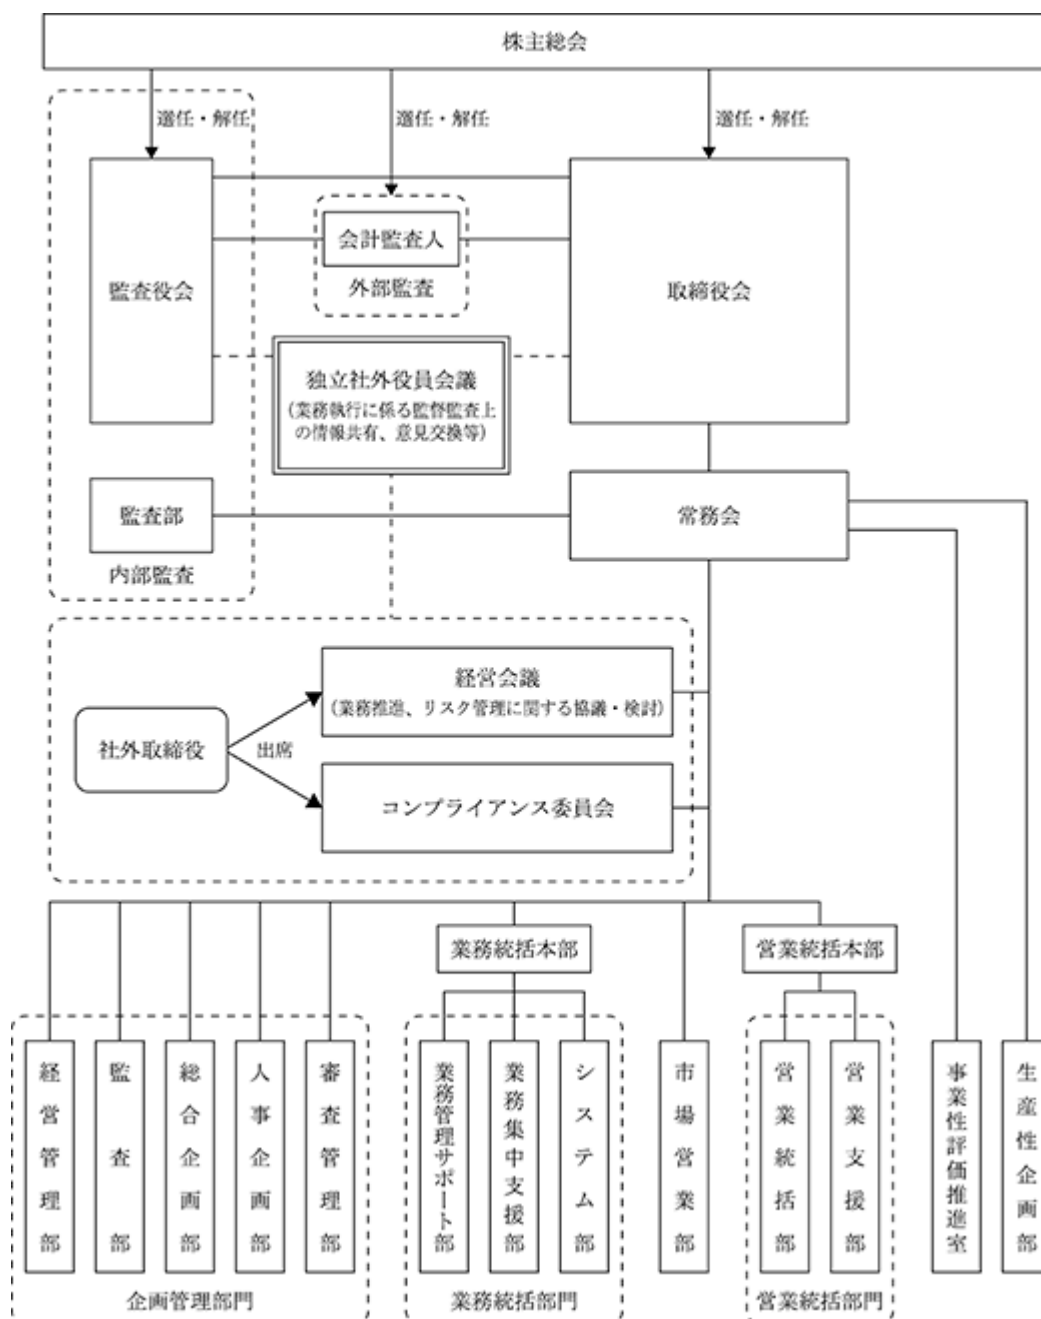 株主総会
選任・解任
選任・解任
選任・解任
監査役会
会計監査人
外部監査
取締役会
独立社外役員会議
(業務執行に係る監督監査上
の情報共有、意見交換等)
監査部
内部監査
常務会
経営会議
(業務推進、リスク管理に関する協議・検討)
社外取締役
出席
コンプライアンス委員会
業務統括本部
営業統括本部
経営管理部
監査部
総合企画部
人事企画部
審査管理部
業務管理サポート部
業務集中支援部
システム部
市場営業部
営業統括部
営業支援部
事業性評価推進室
生産性企画部
企画管理部門
業務統括部門
営業統括部門